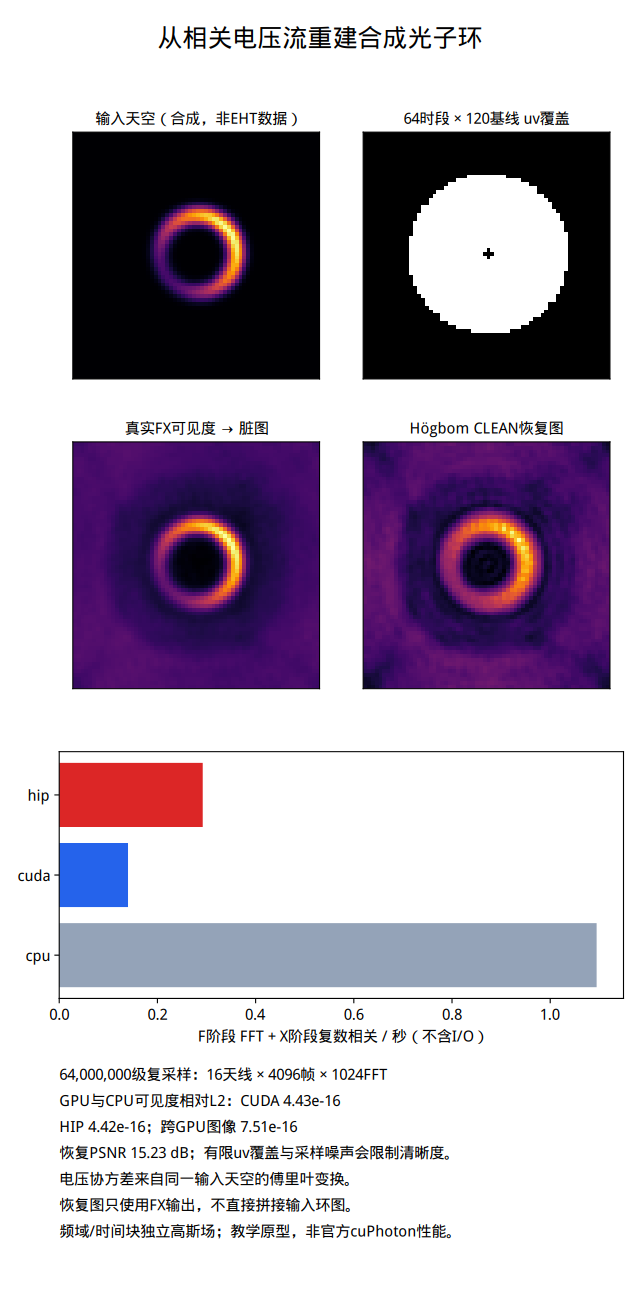 从相关电压流重建合成光子环
输入天空（合成，非EHT数据）
64时段 × 120基线 uv覆盖
真实FX可见度 → 脏图
Högbom CLEAN恢复图
hip
cuda
cpu
0.0 0.2 0.4 0.6 0.8 1.0
F阶段 FFT + X阶段复数相关 / 秒（不含I/O）
64,000,000级复采样：16天线 × 4096帧 × 1024FFT
GPU与CPU可见度相对L2：CUDA 4.43e-16
HIP 4.42e-16；跨GPU图像 7.51e-16
恢复PSNR 15.23 dB；有限uv覆盖与采样噪声会限制清晰度。
电压协方差来自同一输入天空的傅里叶变换。
恢复图只使用FX输出，不直接拼接输入环图。
频域/时间块独立高斯场；教学原型，非官方cuPhoton性能。